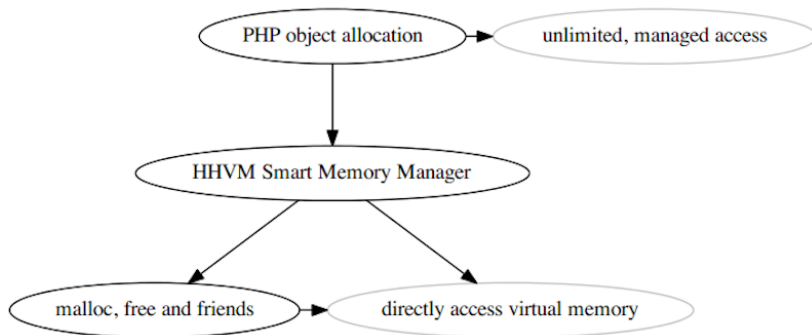 PHP object allocation
unlimited, managed access
HHVM Smart Memory Manager
malloc, free and friends
directly access virtual memory